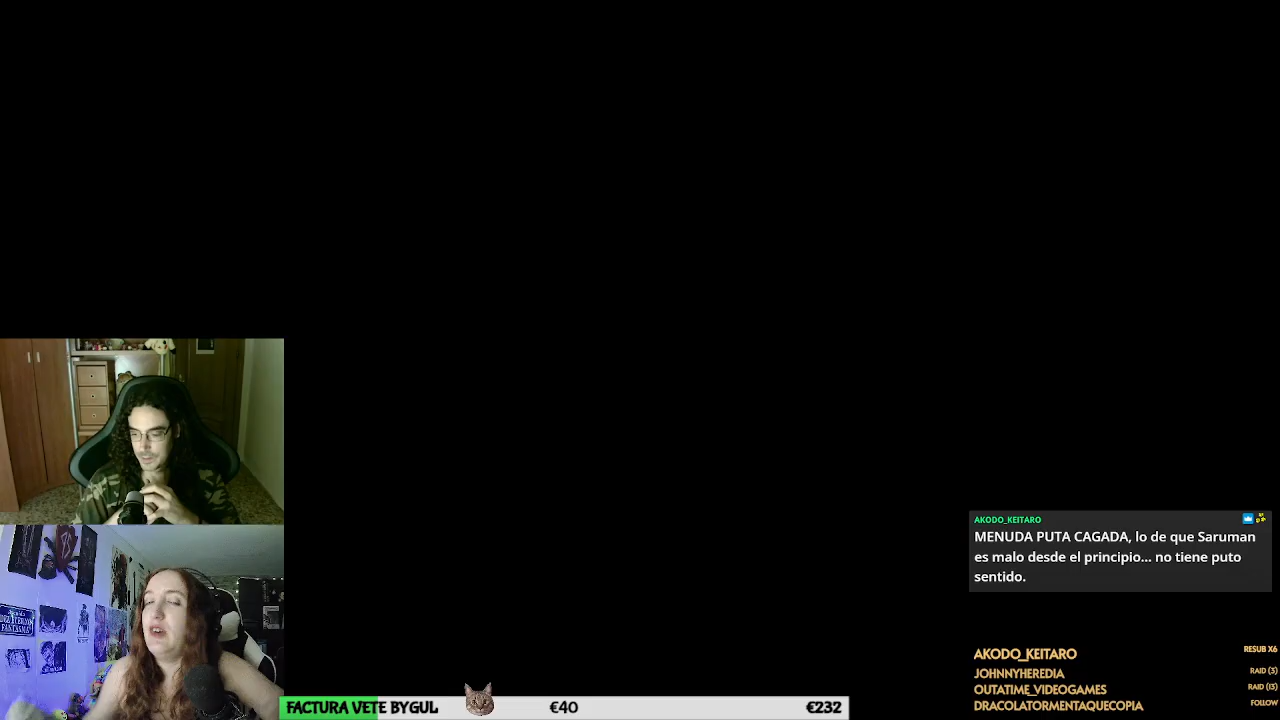 AKODO_KEITARO
MENUDA PUTA CAGADA, lo de que Saruman
es malo desde el principio... no tiene puto
sentido.
AKODO_KEITARO RESUB X6
JOHNNYHEREDIA RAID (3)
OUTATIME_VIDEOGAMES RAID (13)
DRACOLATORMENTAQUECOPIA FOLLOW
FACTURA VETE BYGUL €40 €232